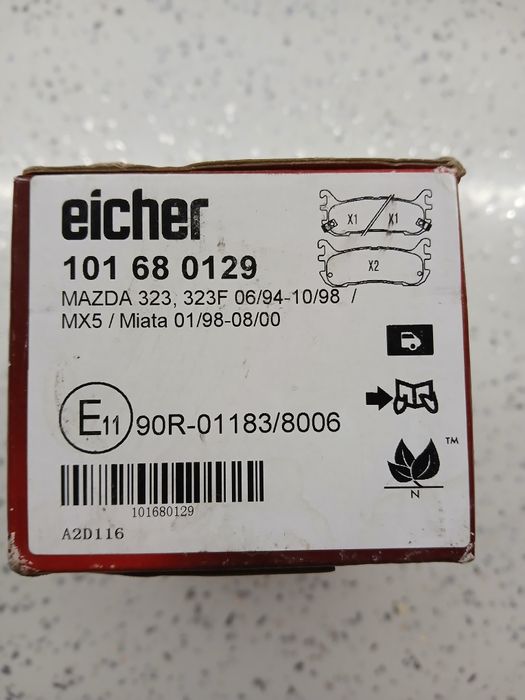 eicher
101 68 0129
MAZDA 323, 323F 06/94-10/98 /
MX5 / Miata 01/98-08/00
X1 X1
X2
E11 90R-01183/8006
TM
N
101680129
A2D116